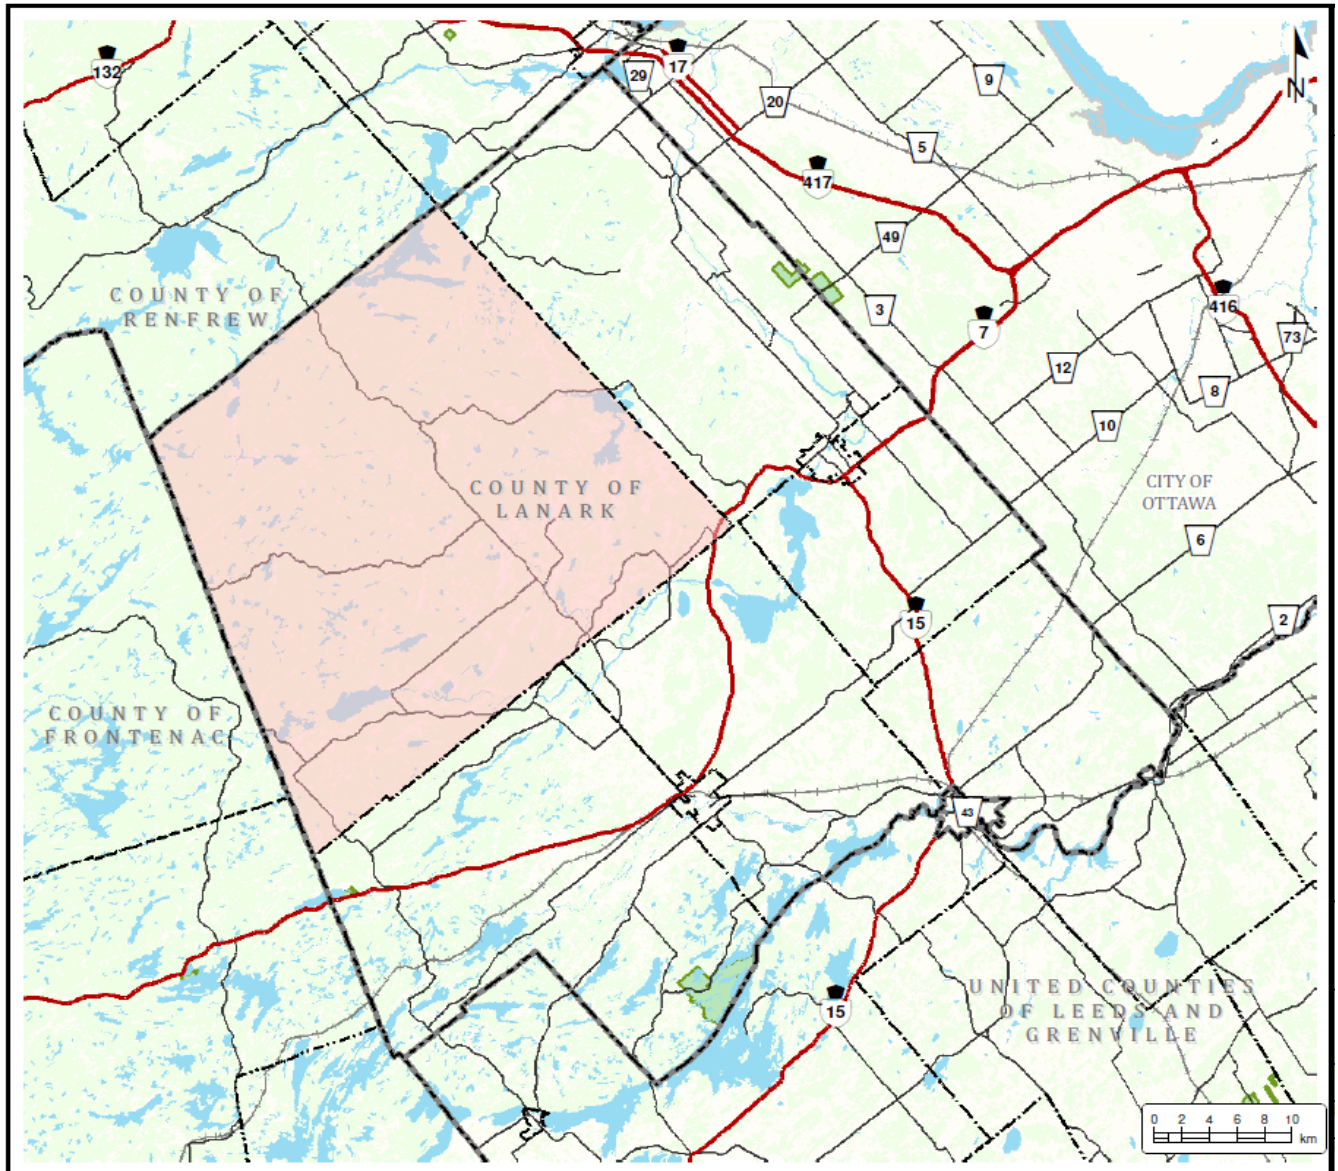 132
17
29
20
9
5
417
49
N
COUNTY OF
RENFREW
3
7
416
73
12
8
10
COUNTY OF
LANARK
CITY OF
OTTAWA
6
15
2
COUNTY OF
FRONTENAC
43
15
UNITED COUNTIES
OF LEEDS AND
GRENVILLE
0 2 4 6 8 10
km